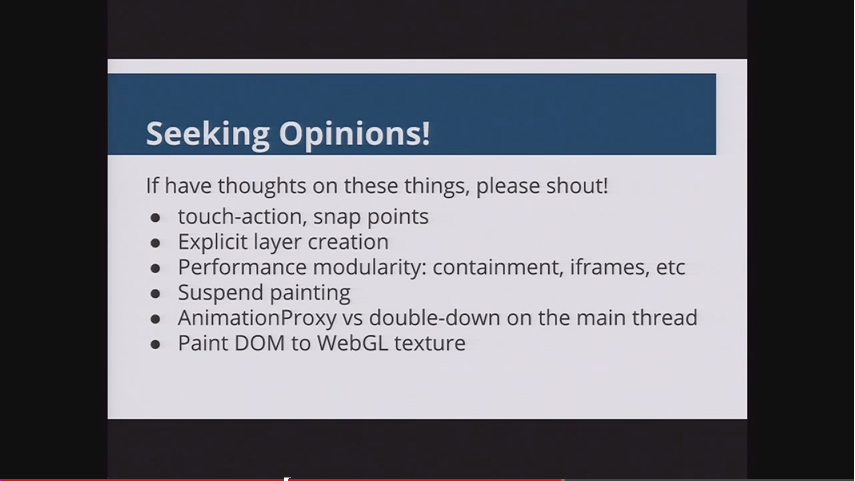 Seeking Opinions!
If have thoughts on these things, please shout!
● touch-action, snap points
● Explicit layer creation
● Performance modularity: containment, iframes, etc
● Suspend painting
● AnimationProxy vs double-down on the main thread
● Paint DOM to WebGL texture